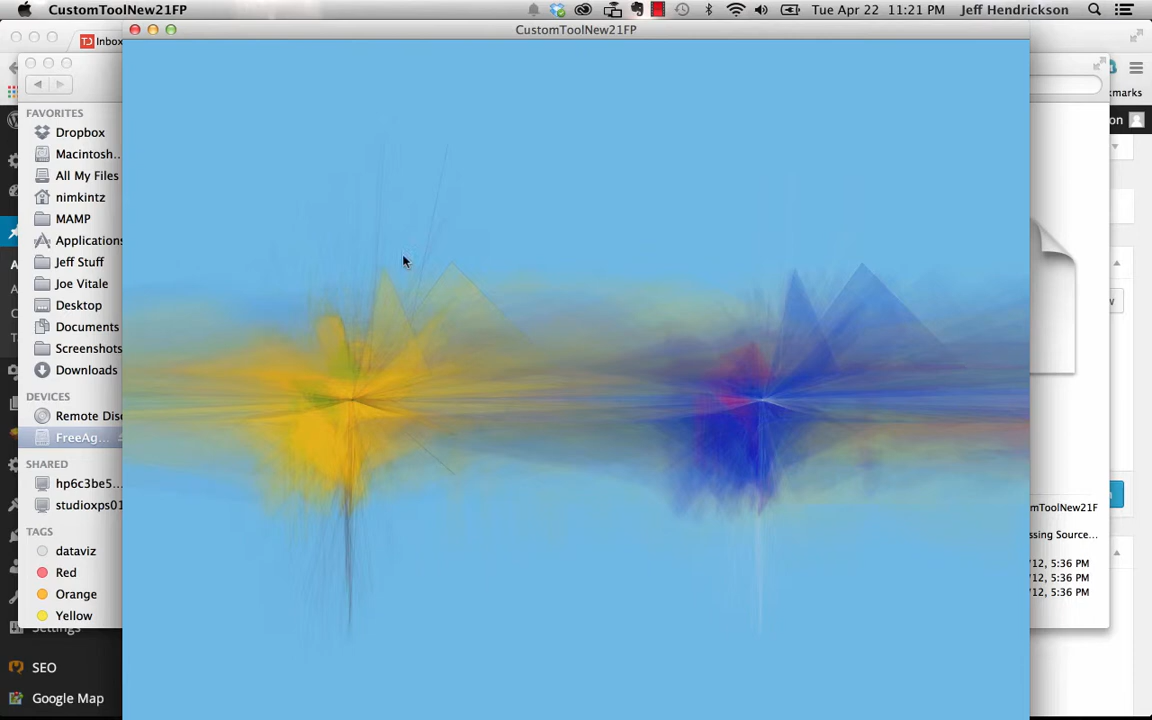 CustomToolNew21FP
Tue Apr 22 11:21 PM
Jeff Hendrickson
CustomToolNew21FP
Inbox
kmarks
on
FAVORITES
Dropbox
Macintosh...
All My Files
nimkintz
MAMP
Applications
Jeff Stuff
Joe Vitale
Desktop
Documents
Screenshots
Downloads
DEVICES
Remote Disc
FreeAg...
SHARED
hp6c3be5...
studioxps01
TAGS
dataviz
Red
Orange
Yellow
omToolNew21F
ssing Source...
/12, 5:36 PM
/12, 5:36 PM
/12, 5:36 PM
Settings
SEO
Google Map